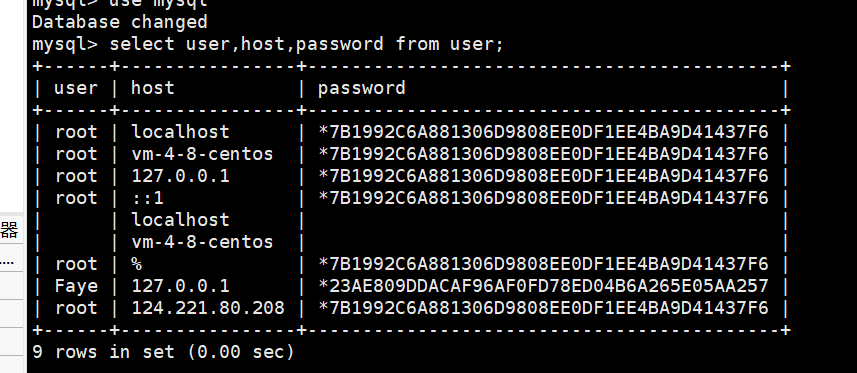 mysql> use mysql
Database changed
mysql> select user,host,password from user;
+------+----------------+-------------------------------------------+
| user | host           | password                                  |
+------+----------------+-------------------------------------------+
| root | localhost      | *7B1992C6A881306D9808EE0DF1EE4BA9D41437F6 |
| root | vm-4-8-centos  | *7B1992C6A881306D9808EE0DF1EE4BA9D41437F6 |
| root | 127.0.0.1      | *7B1992C6A881306D9808EE0DF1EE4BA9D41437F6 |
| root | ::1            | *7B1992C6A881306D9808EE0DF1EE4BA9D41437F6 |
|      | localhost      |                                           |
|      | vm-4-8-centos  |                                           |
| root | %              | *7B1992C6A881306D9808EE0DF1EE4BA9D41437F6 |
| Faye | 127.0.0.1      | *23AE809DDACAF96AF0FD78ED04B6A265E05AA257 |
| root | 124.221.80.208 | *7B1992C6A881306D9808EE0DF1EE4BA9D41437F6 |
+------+----------------+-------------------------------------------+
9 rows in set (0.00 sec)
器
....